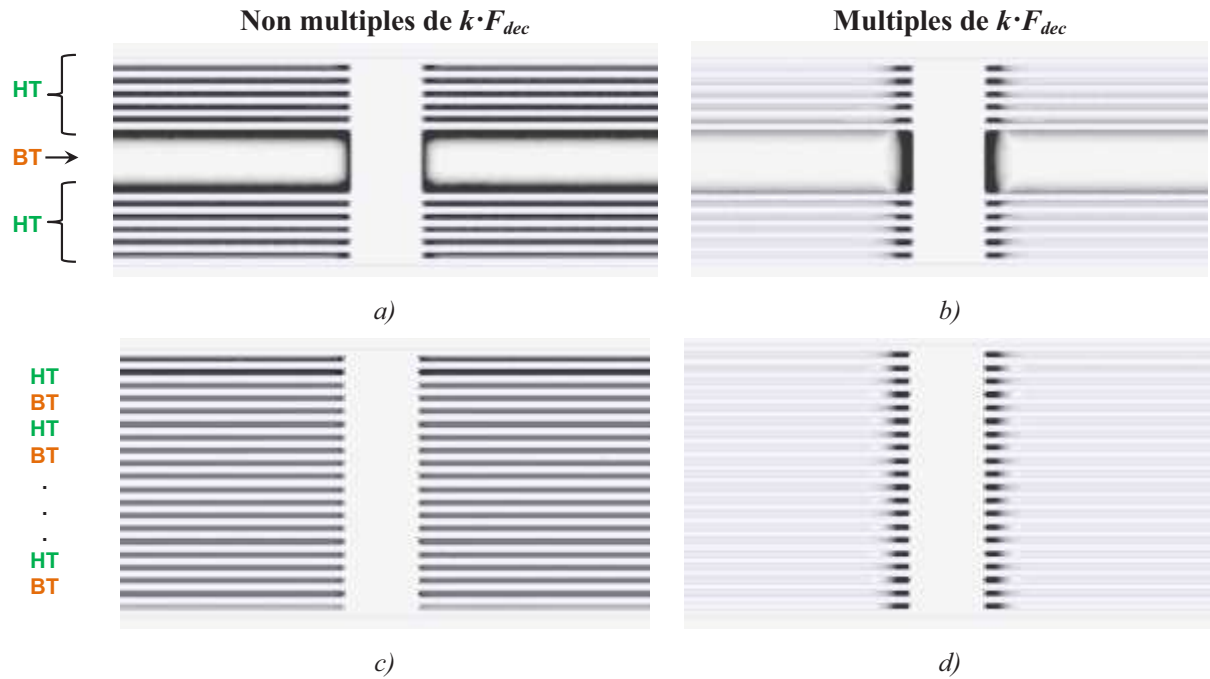 Non multiples de k·F_dec
Multiples de k·F_dec
HT
BT
HT
a)
b)
HT
BT
HT
BT
.
.
.
HT
BT
c)
d)